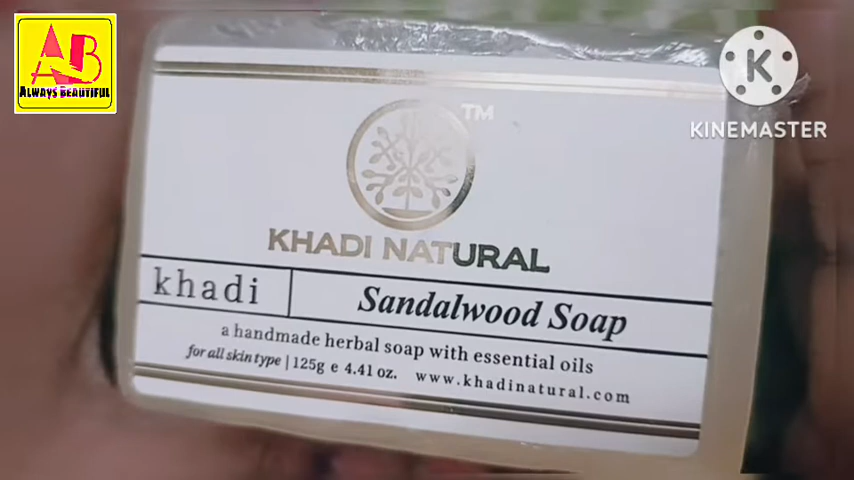 AB
ALWAYS BEAUTIFUL
K
KINEMASTER
TM
KHADI NATURAL
khadi
Sandalwood Soap
a handmade herbal soap with essential oils
for all skin type | 125g e 4.41 oz. www.khadinatural.com